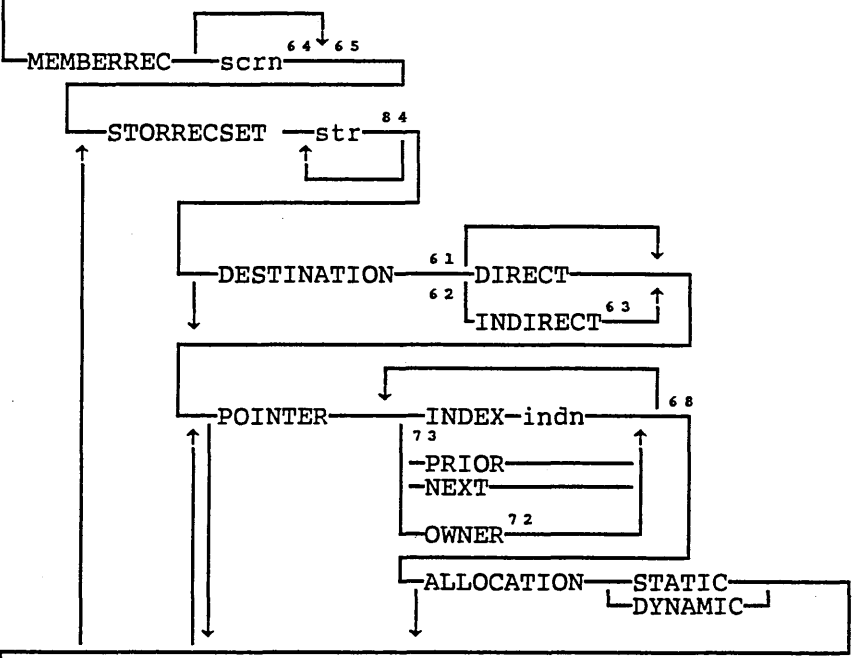 64 65
MEMBERREC scrn
84
STORRECSET str
61
DESTINATION DIRECT
62
INDIRECT 63
68
POINTER INDEX indn
73
PRIOR
NEXT
OWNER 72
ALLOCATION STATIC
DYNAMIC